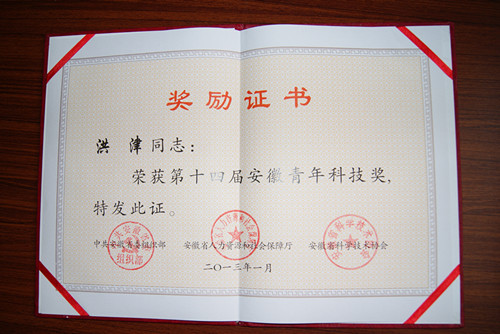 奖励证书
洪 津同志：
荣获第十四届安徽青年科技奖，
特发此证。
中共安徽省委组织部 安徽省人力资源和社会保障厅 安徽省科学技术协会
组织部
二〇一三年一月